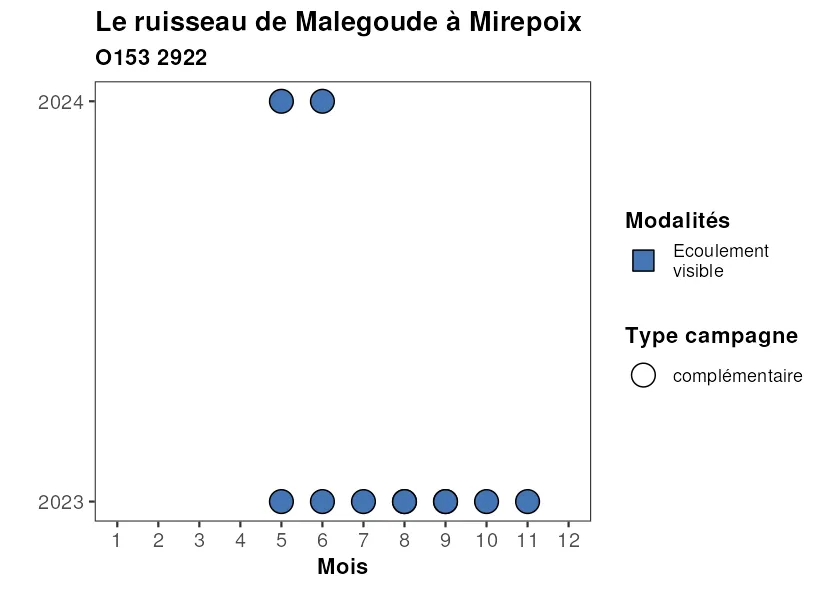 Le ruisseau de Malegoude à Mirepoix
O153 2922
2024
2023
1 2 3 4 5 6 7 8 9 10 11 12
Mois
Modalités
Ecoulement
visible
Type campagne
complémentaire